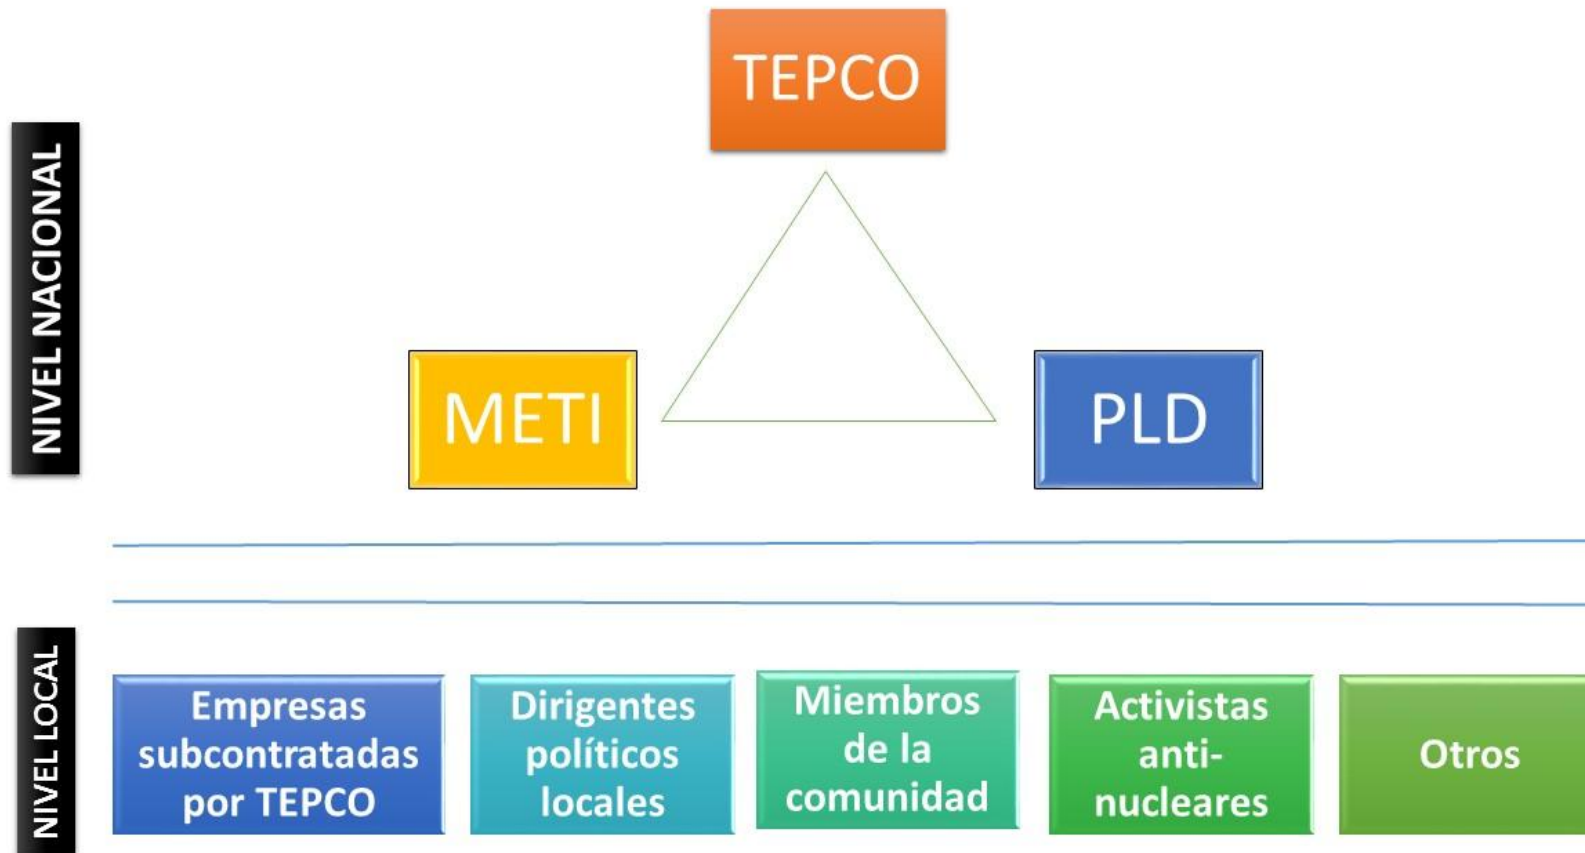 NIVEL NACIONAL
TEPCO
METI
PLD
NIVEL LOCAL
Empresas
subcontratadas
por TEPCO
Dirigentes
políticos
locales
Miembros
de la
comunidad
Activistas
anti-
nucleares
Otros